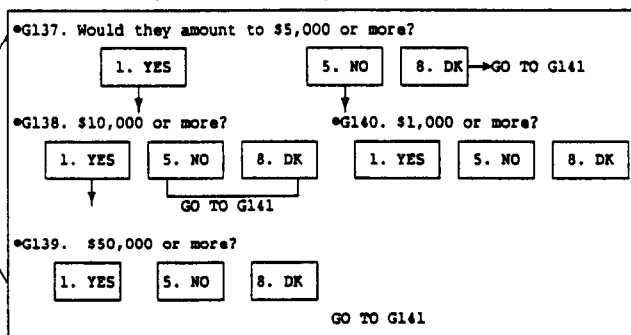 ●G137. Would they amount to $5,000 or more?
1. YES 5. NO 8. DK GO TO G141
●G138. $10,000 or more? ●G140. $1,000 or more?
1. YES 5. NO 8. DK 1. YES 5. NO 8. DK
GO TO G141
●G139. $50,000 or more?
1. YES 5. NO 8. DK
GO TO G141